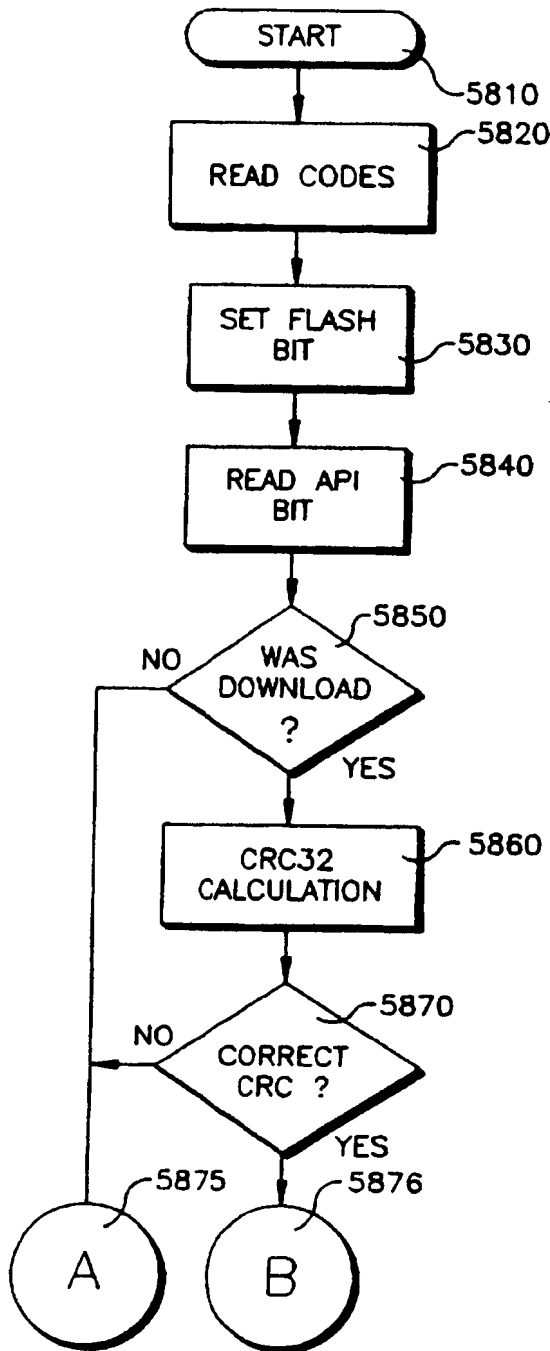 START
5810
5820
READ CODES
SET FLASH
BIT
5830
5840
READ API
BIT
5850
NO
WAS
DOWNLOAD
?
YES
5860
CRC32
CALCULATION
5870
NO
CORRECT
CRC ?
YES
5875
5876
A
B